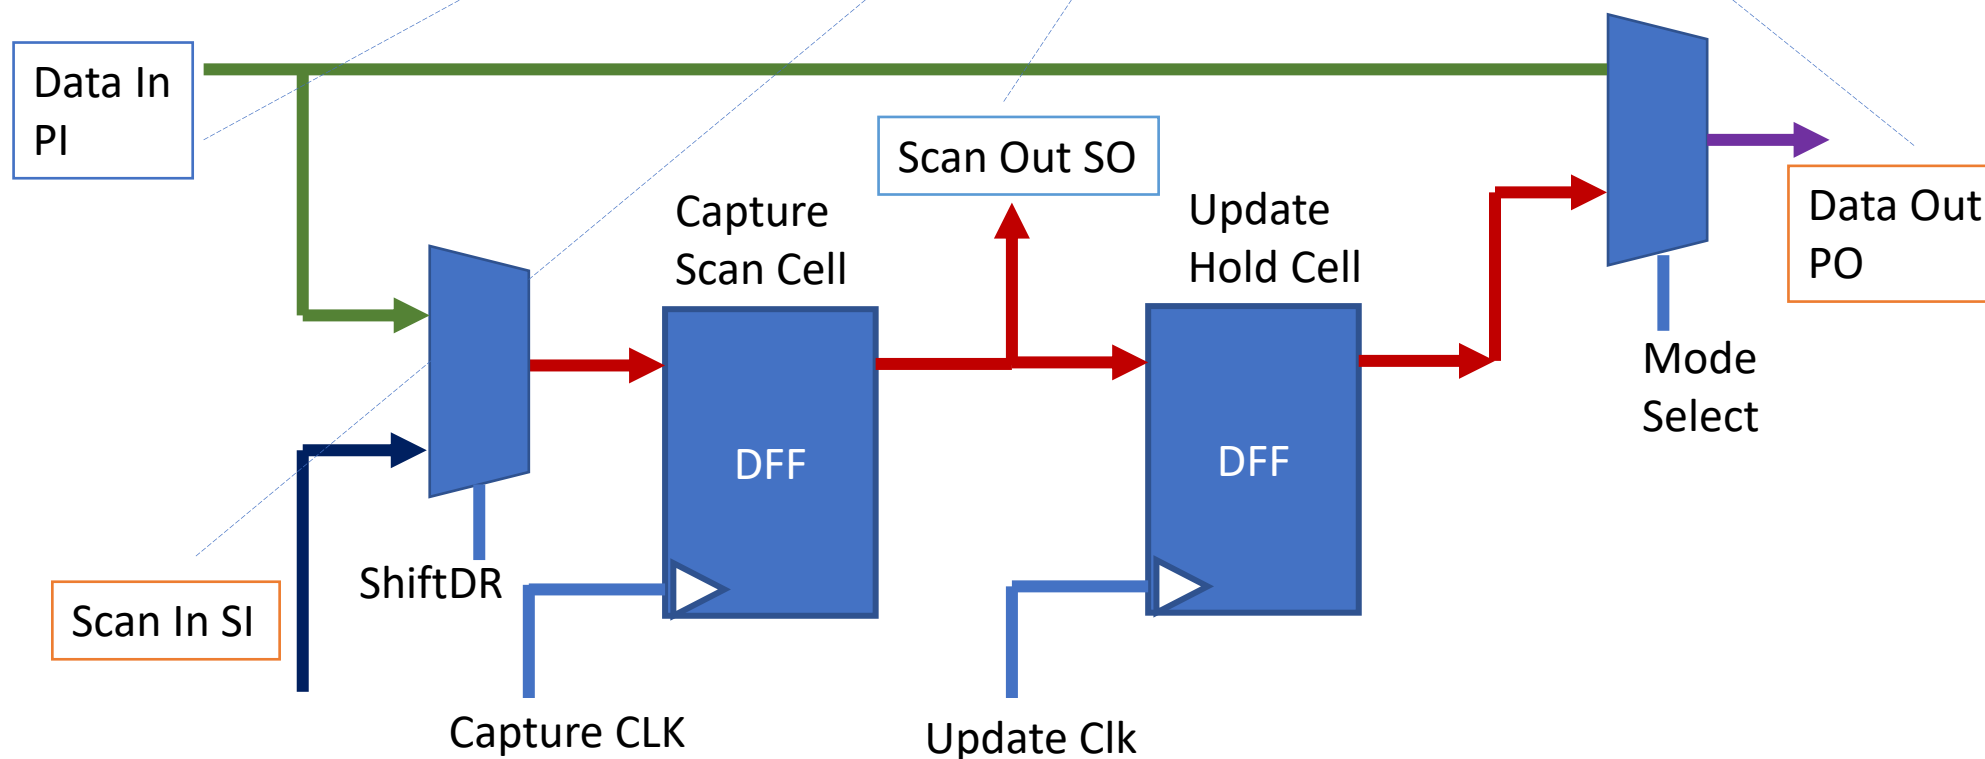 Data In
PI
Scan Out SO
Capture
Scan Cell
Update
Hold Cell
Data Out
PO
Mode
Select
DFF
DFF
ShiftDR
Scan In SI
Capture CLK
Update Clk